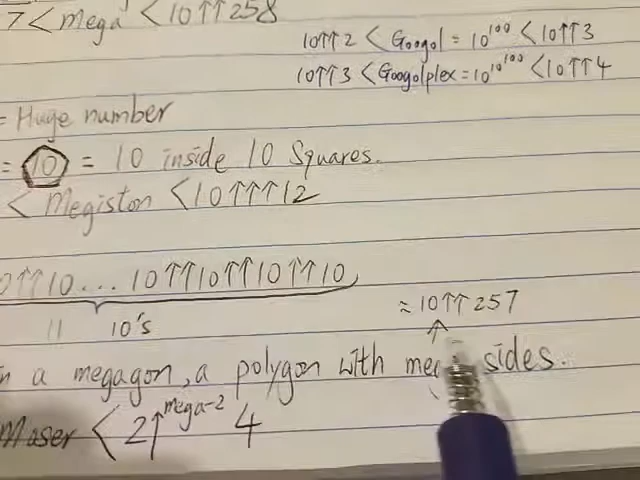 7 < mega < 10↑↑258
10↑↑2 < Googol = 10^100 < 10↑↑3
10↑↑3 < Googolplex = 10^10^100 < 10↑↑4
= Huge number
= 10 = 10 inside 10 Squares.
< Megiston < 10↑↑↑12
↑↑10... 10↑↑10↑↑10↑↑10
11 10's
≈ 10↑↑257
↑
in a megagon, a polygon with sides.
Moser < 2↑^mega-2 4